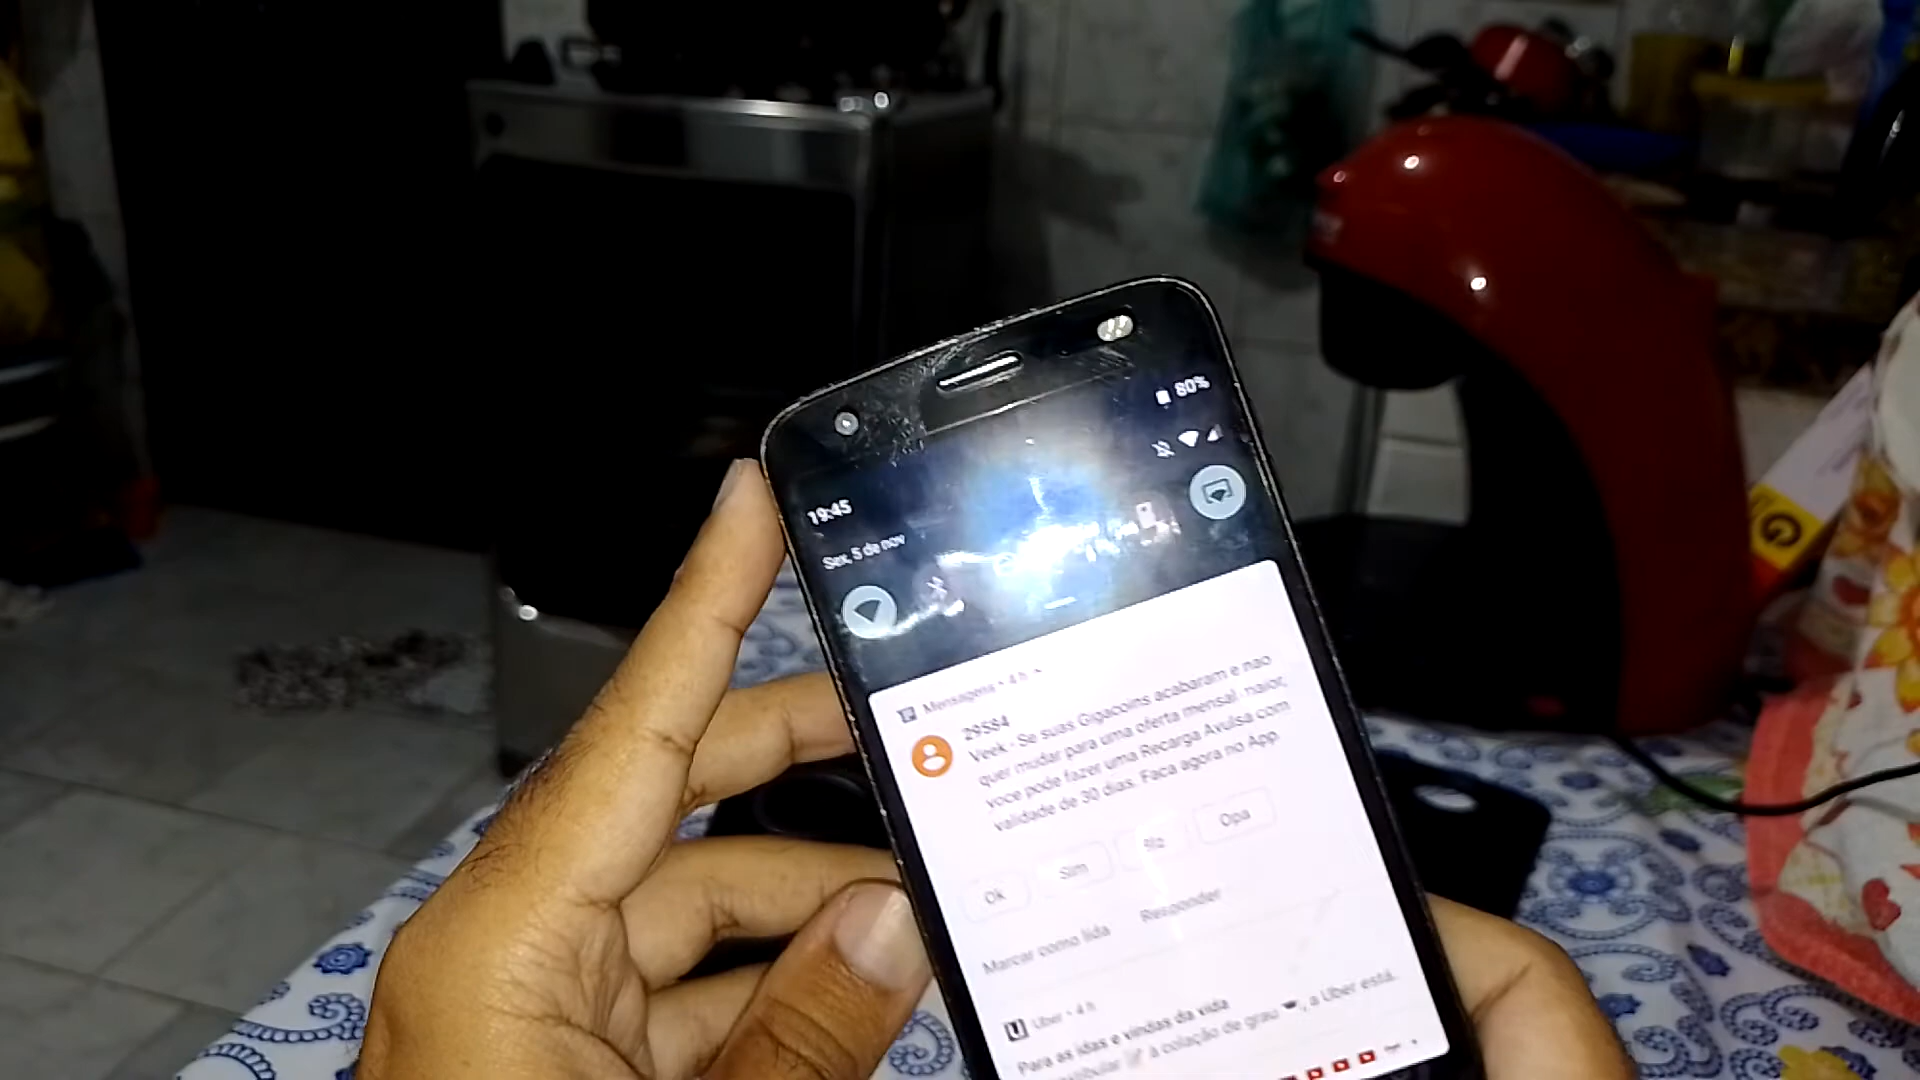 80%
19:45
Sex, 5 de nov
Mensagens • 4 h
29584
Veek - Se suas Gigacoins acabaram e nao
quer mudar para uma oferta mensal maior,
voce pode fazer uma Recarga Avulsa com
validade de 30 dias. Faca agora no App
Ok
Sim
Blz
Opa
Marcar como lida
Responder
Uber • 4 h
Para as idas e vindas da vida
à colação de grau, a Uber está